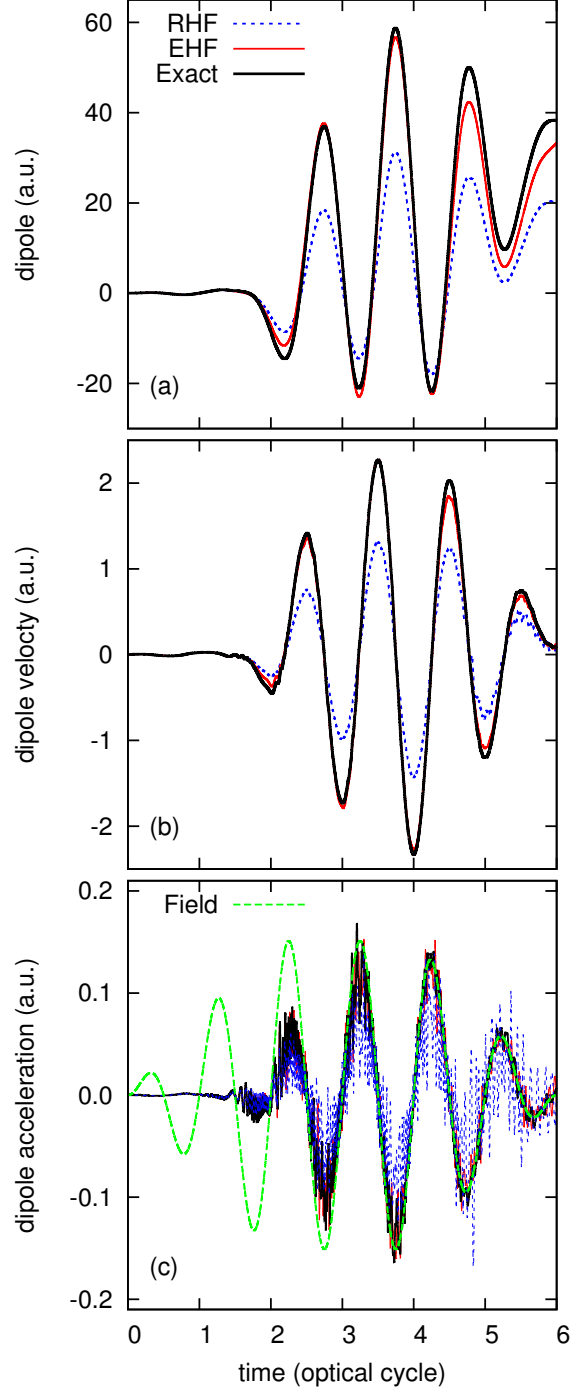 60
40
20
0
-20
dipole (a.u.)
RHF
EHF
Exact
(a)
2
1
0
-1
-2
dipole velocty (a.u.)
(b)
0.2
0.1
0.0
-0.1
-0.2
dipole acceleration (a.u.)
Field
(c)
0 1 2 3 4 5 6
time (optical cycle)